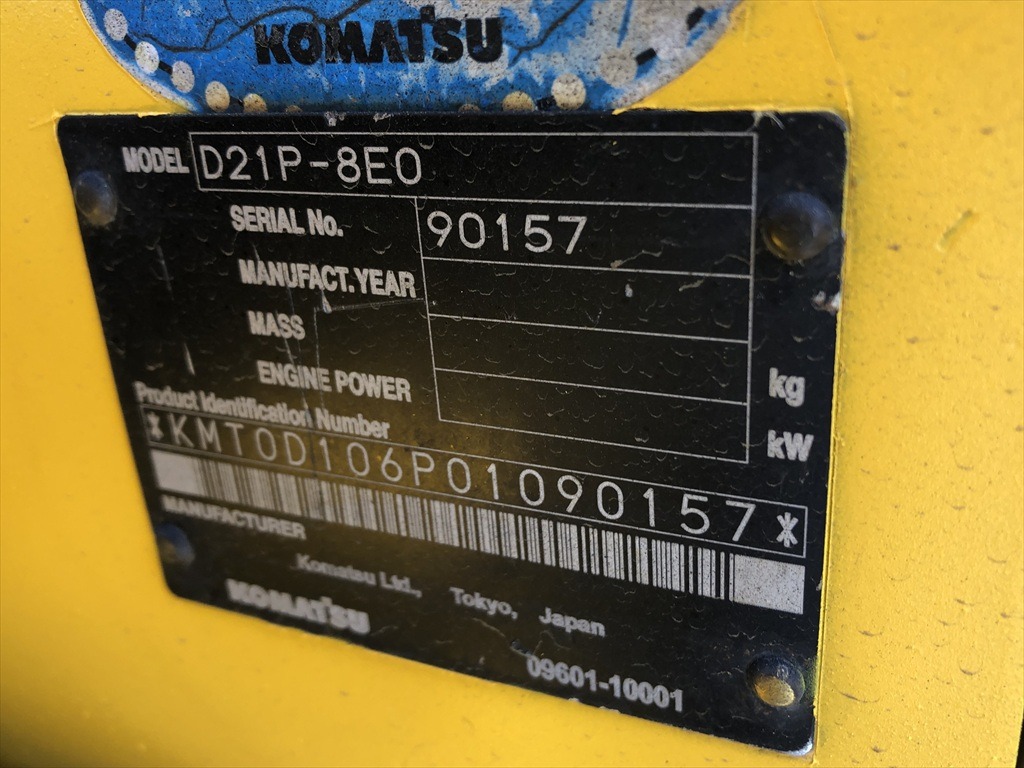 KOMATSU
MODEL D21P-8E0
SERIAL No. 90157
MANUFACT.YEAR
MASS kg
ENGINE POWER kW
Product Identification Number
*KMT0D106P01090157*
MANUFACTURER
Komatsu Ltd., Tokyo, Japan
KOMATSU
09601-10001